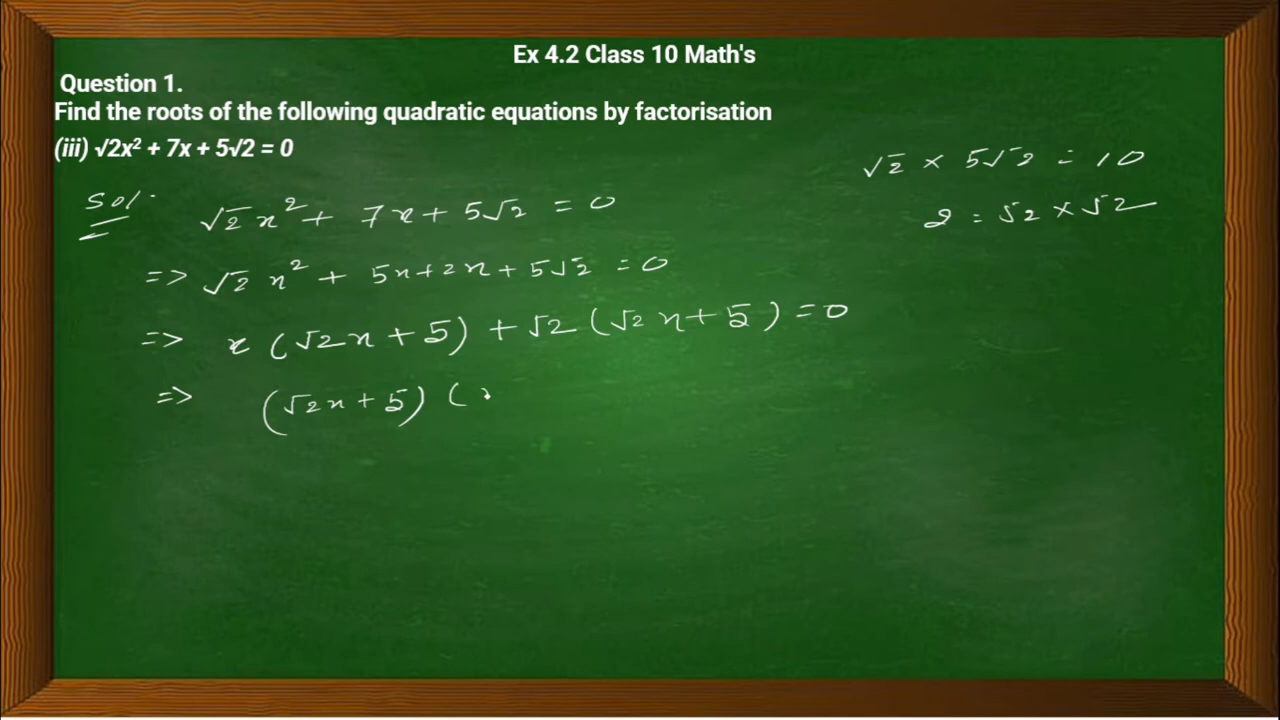 Ex 4.2 Class 10 Math's
Question 1.
Find the roots of the following quadratic equations by factorisation
(iii) √2x² + 7x + 5√2 = 0
√2 × 5√2 = 10
2 = √2 × √2
Sol.
√2 x² + 7x + 5√2 = 0
=> √2 x² + 5x + 2x + 5√2 = 0
=> x (√2x + 5) + √2 (√2 x + 5) = 0
=> (√2x + 5) (